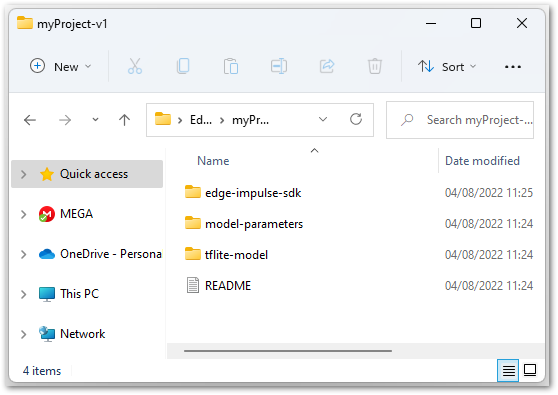 myProject-v1
New
Sort
Ed...
myPr...
Search myProject-...
Name
Date modified
Quick access
MEGA
OneDrive - Persona
This PC
Network
edge-impulse-sdk 04/08/2022 11:25
model-parameters 04/08/2022 11:24
tflite-model 04/08/2022 11:24
README 04/08/2022 11:24
4 items